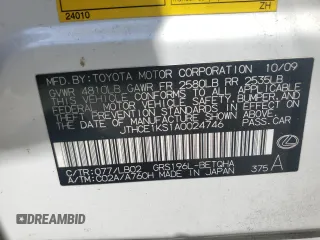 24010
ZH
MFD.BY: TOYOTA MOTOR CORPORATION 10/09
GVWR 4810LB GAWR FR 2580LB RR 2535LB
THIS VEHICLE CONFORMS TO ALL APPLICABLE
FEDERAL MOTOR VEHICLE SAFETY, BUMPER, AND
THEFT PREVENTION STANDARDS IN EFFECT ON
THE DATE OF MANUFACTURE SHOWN ABOVE.
JTHCE1KS1A0024746
PASS. CAR
C/TR: 077/LB02 GRS196L-BETQHA
A/TM: C02A/A760H MADE IN JAPAN 375 A